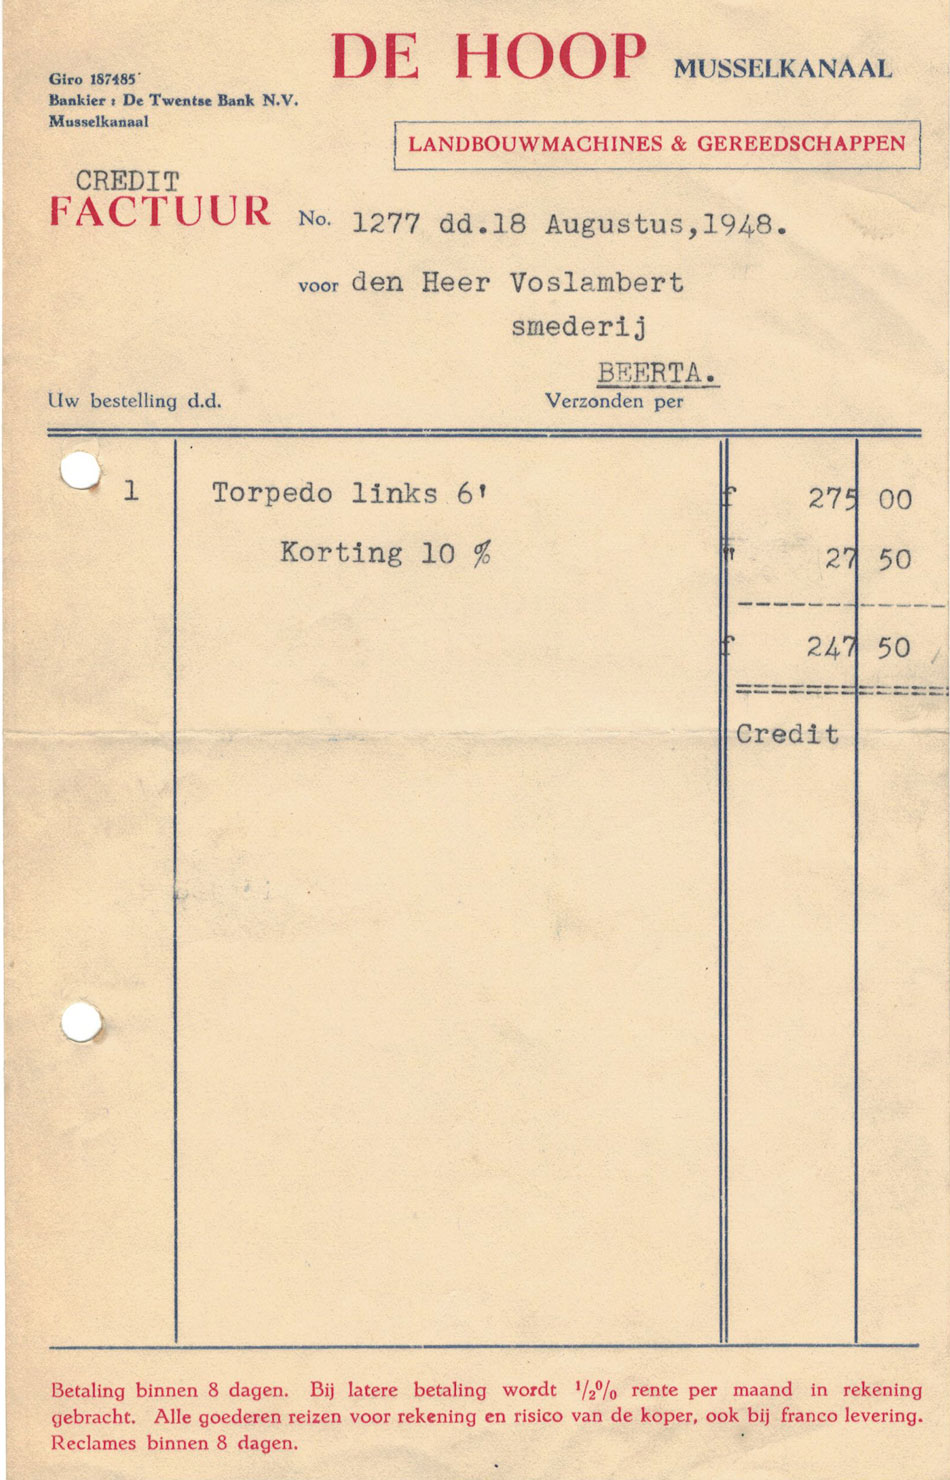 DE HOOP MUSSELKANAAL
Giro 187485
Bankier: De Twentse Bank N.V.
Musselkanaal
LANDBOUWMACHINES & GEREEDSCHAPPEN
CREDIT
FACTUUR No. 1277 dd.18 Augustus,1948.
voor den Heer Voslambert
smederij
BEERTA.
Uw bestelling d.d. Verzonden per
1 Torpedo links 6' f 275 00
Korting 10 % " 27 50
f 247 50
Credit
Betaling binnen 8 dagen. Bij latere betaling wordt ½% rente per maand in rekening
gebracht. Alle goederen reizen voor rekening en risico van de koper, ook bij franco levering.
Reclames binnen 8 dagen.